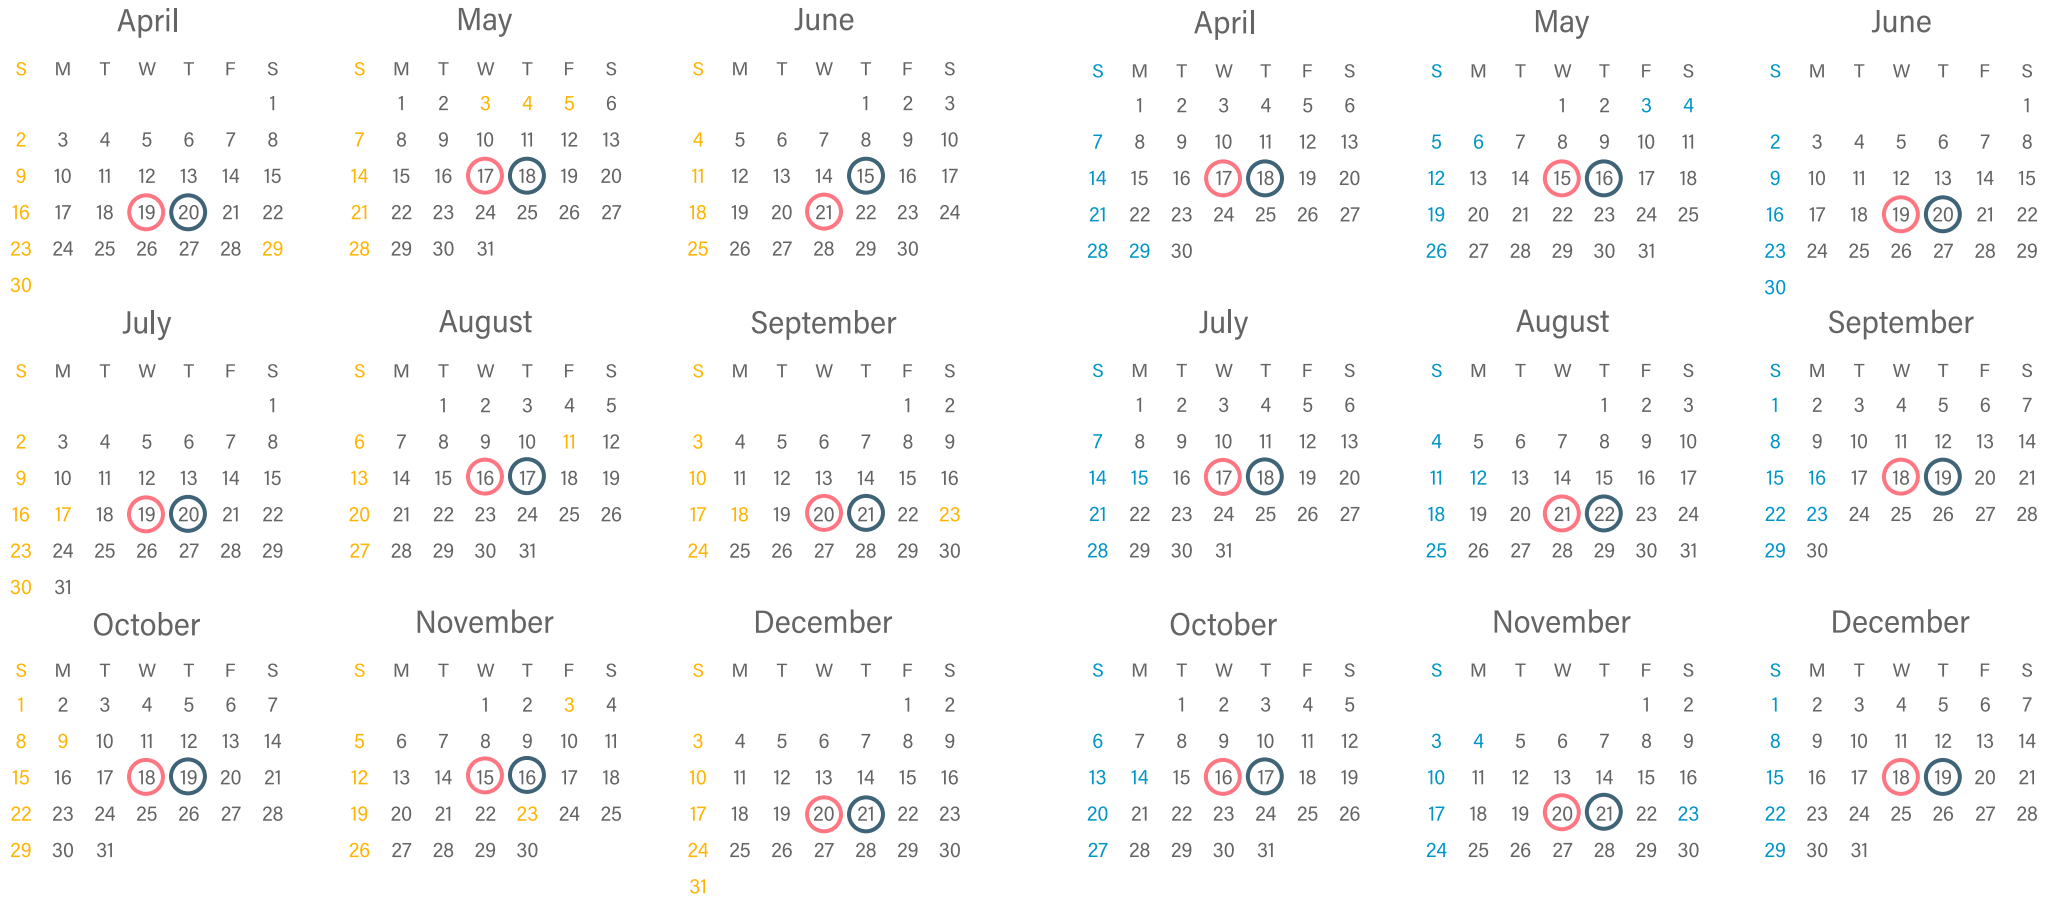 April
S M T W T F S
1
2 3 4 5 6 7 8
9 10 11 12 13 14 15
16 17 18 19 20 21 22
23 24 25 26 27 28 29
30
May
S M T W T F S
1 2 3 4 5 6
7 8 9 10 11 12 13
14 15 16 17 18 19 20
21 22 23 24 25 26 27
28 29 30 31
June
S M T W T F S
1 2 3
4 5 6 7 8 9 10
11 12 13 14 15 16 17
18 19 20 21 22 23 24
25 26 27 28 29 30
July
S M T W T F S
1
2 3 4 5 6 7 8
9 10 11 12 13 14 15
16 17 18 19 20 21 22
23 24 25 26 27 28 29
30 31
August
S M T W T F S
1 2 3 4 5
6 7 8 9 10 11 12
13 14 15 16 17 18 19
20 21 22 23 24 25 26
27 28 29 30 31
September
S M T W T F S
1 2
3 4 5 6 7 8 9
10 11 12 13 14 15 16
17 18 19 20 21 22 23
24 25 26 27 28 29 30
October
S M T W T F S
1 2 3 4 5 6 7
8 9 10 11 12 13 14
15 16 17 18 19 20 21
22 23 24 25 26 27 28
29 30 31
November
S M T W T F S
1 2 3 4
5 6 7 8 9 10 11
12 13 14 15 16 17 18
19 20 21 22 23 24 25
26 27 28 29 30
December
S M T W T F S
1 2
3 4 5 6 7 8 9
10 11 12 13 14 15 16
17 18 19 20 21 22 23
24 25 26 27 28 29 30
31
April
S M T W T F S
1 2 3 4 5 6
7 8 9 10 11 12 13
14 15 16 17 18 19 20
21 22 23 24 25 26 27
28 29 30
May
S M T W T F S
1 2 3 4
5 6 7 8 9 10 11
12 13 14 15 16 17 18
19 20 21 22 23 24 25
26 27 28 29 30 31
June
S M T W T F S
1
2 3 4 5 6 7 8
9 10 11 12 13 14 15
16 17 18 19 20 21 22
23 24 25 26 27 28 29
30
July
S M T W T F S
1 2 3 4 5 6
7 8 9 10 11 12 13
14 15 16 17 18 19 20
21 22 23 24 25 26 27
28 29 30 31
August
S M T W T F S
1 2 3
4 5 6 7 8 9 10
11 12 13 14 15 16 17
18 19 20 21 22 23 24
25 26 27 28 29 30 31
September
S M T W T F S
1 2 3 4 5 6 7
8 9 10 11 12 13 14
15 16 17 18 19 20 21
22 23 24 25 26 27 28
29 30
October
S M T W T F S
1 2 3 4 5
6 7 8 9 10 11 12
13 14 15 16 17 18 19
20 21 22 23 24 25 26
27 28 29 30 31
November
S M T W T F S
1 2
3 4 5 6 7 8 9
10 11 12 13 14 15 16
17 18 19 20 21 22 23
24 25 26 27 28 29 30
December
S M T W T F S
1 2 3 4 5 6 7
8 9 10 11 12 13 14
15 16 17 18 19 20 21
22 23 24 25 26 27 28
29 30 31